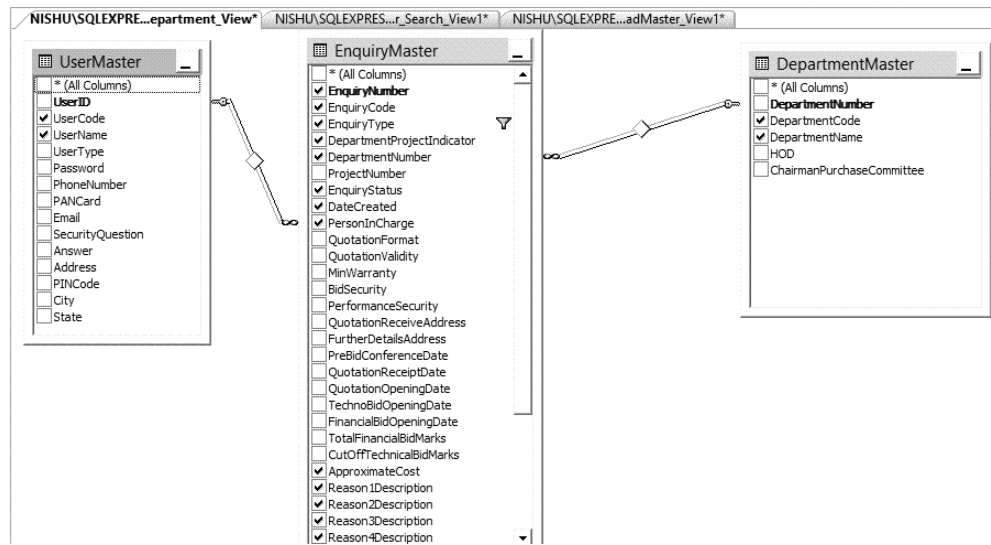 NISHU\SQLEXPRE...epartment_View*
NISHU\SQLEXPRES...r_Search_View1*
NISHU\SQLEXPRE...adMaster_View1*
UserMaster
* (All Columns)
UserID
UserCode
UserName
UserType
Password
PhoneNumber
PANCard
Email
SecurityQuestion
Answer
Address
PINCode
City
State
EnquiryMaster
* (All Columns)
EnquiryNumber
EnquiryCode
EnquiryType
DepartmentProjectIndicator
DepartmentNumber
ProjectNumber
EnquiryStatus
DateCreated
PersonInCharge
QuotationFormat
QuotationValidity
MinWarranty
BidSecurity
PerformanceSecurity
QuotationReceiveAddress
FurtherDetailsAddress
PreBidConferenceDate
QuotationReceiptDate
QuotationOpeningDate
TechnoBidOpeningDate
FinancialBidOpeningDate
TotalFinancialBidMarks
CutOffTechnicalBidMarks
ApproximateCost
Reason1Description
Reason2Description
Reason3Description
Reason4Description
DepartmentMaster
* (All Columns)
DepartmentNumber
DepartmentCode
DepartmentName
HOD
ChairmanPurchaseCommittee